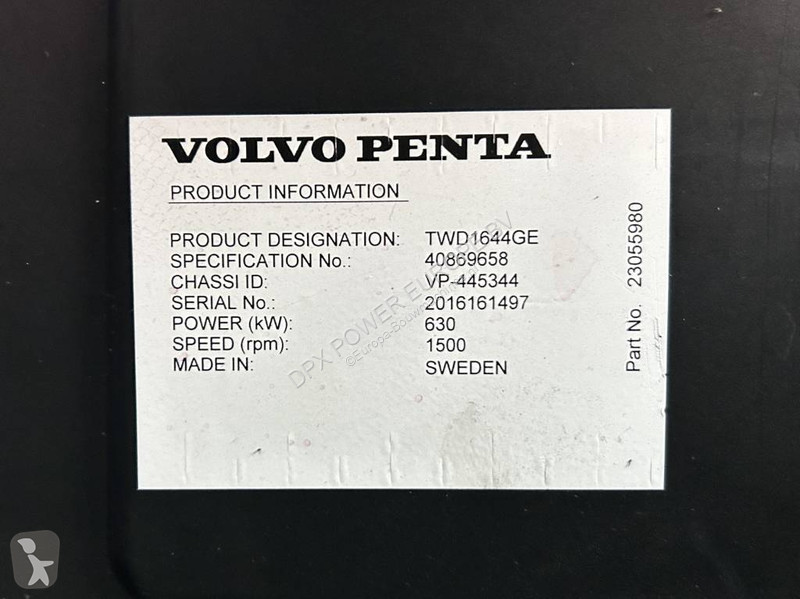 VOLVO PENTA
PRODUCT INFORMATION
PRODUCT DESIGNATION: TWD1644GE
SPECIFICATION No.: 40869658
CHASSI ID: VP-445344
SERIAL No.: 2016161497
POWER (kW): 630
SPEED (rpm): 1500
MADE IN: SWEDEN
Part No. 23055980
DPX POWER EUROPE BV